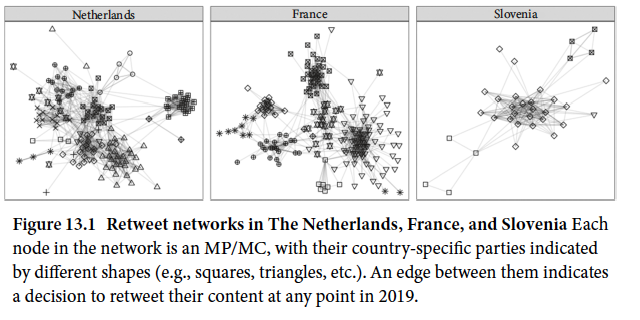 Netherlands France Slovenia
Figure 13.1 Retweet networks in The Netherlands, France, and Slovenia Each
node in the network is an MP/MC, with their country-specific parties indicated
by different shapes (e.g., squares, triangles, etc.). An edge between them indicates
a decision to retweet their content at any point in 2019.